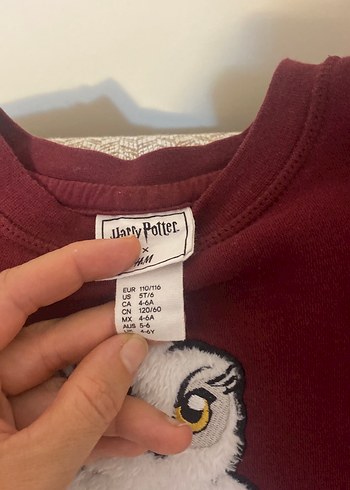 Harry Potter
x
EUR 110/116
US 5T/6
CA 4-6A
CN 120/60
MX 4-6A
AUS 5-6